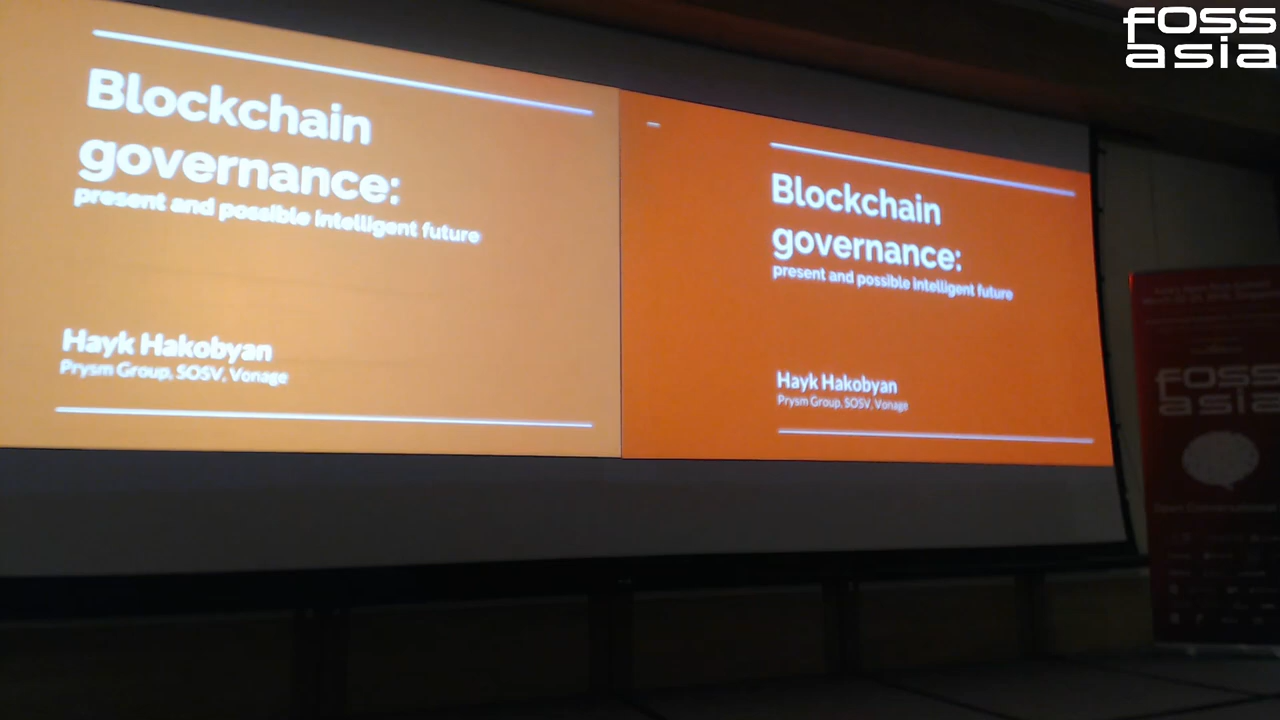 foss
asia
Blockchain
governance:
present and possible intelligent future
Hayk Hakobyan
Prysm Group, SOSV, Vonage
Blockchain
governance:
present and possible intelligent future
Hayk Hakobyan
Prysm Group, SOSV, Vonage
foss
asia